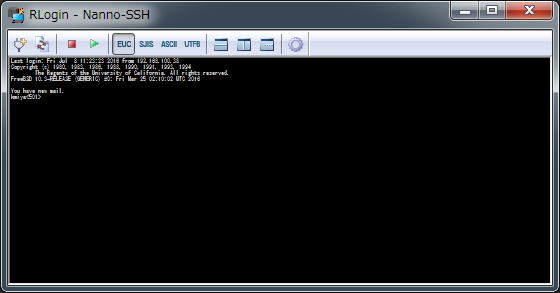 RLogin - Nanno-SSH
EUC SJIS ASCII UTF8
Last login: Fri Jul 8 11:23:23 2016 from 192.168.100.38
Copyright (c) 1980, 1983, 1986, 1988, 1990, 1991, 1993, 1994
The Regents of the University of California. All rights reserved.
FreeBSD 10.3-RELEASE (GENERIC) #0: Fri Mar 25 02:10:02 UTC 2016
You have new mail.
kmiya(501)>